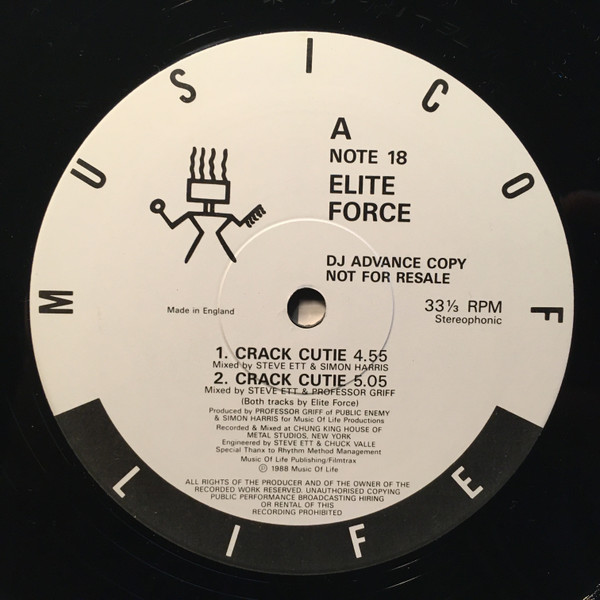 MUSIC OF
LIFE
A
NOTE 18
ELITE
FORCE
DJ ADVANCE COPY
NOT FOR RESALE
Made in England
33⅓ RPM
Stereophonic
1. CRACK CUTIE 4.55
Mixed by STEVE ETT & SIMON HARRIS
2. CRACK CUTIE 5.05
Mixed by STEVE ETT & PROFESSOR GRIFF
(Both tracks by Elite Force)
Produced by PROFESSOR GRIFF of PUBLIC ENEMY
& SIMON HARRIS for Music Of Life Productions
Recorded & Mixed at CHUNG KING HOUSE OF
METAL STUDIOS, NEW YORK
Engineered by STEVE ETT & CHUCK VALLE
Special Thanx to Rhythm Method Management
Music Of Life Publishing/Filmtrax
℗ 1988 Music Of Life
ALL RIGHTS OF THE PRODUCER AND OF THE OWNER OF THE
RECORDED WORK RESERVED. UNAUTHORISED COPYING
PUBLIC PERFORMANCE BROADCASTING HIRING
OR RENTAL OF THIS
RECORDING PROHIBITED